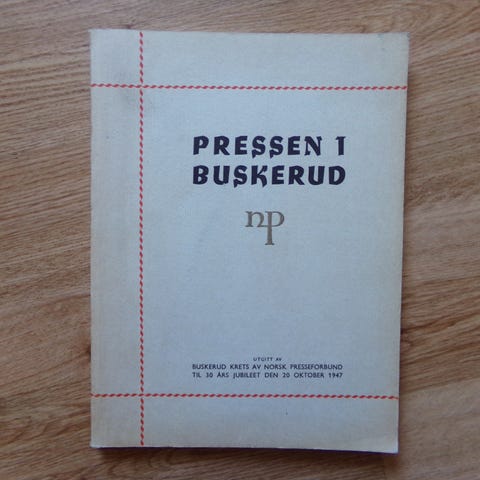 PRESSEN I
BUSKERUD
np
UTGITT AV
BUSKERUD KRETS AV NORSK PRESSEFORBUND
TIL 30 ÅRS JUBILEET DEN 20 OKTOBER 1947